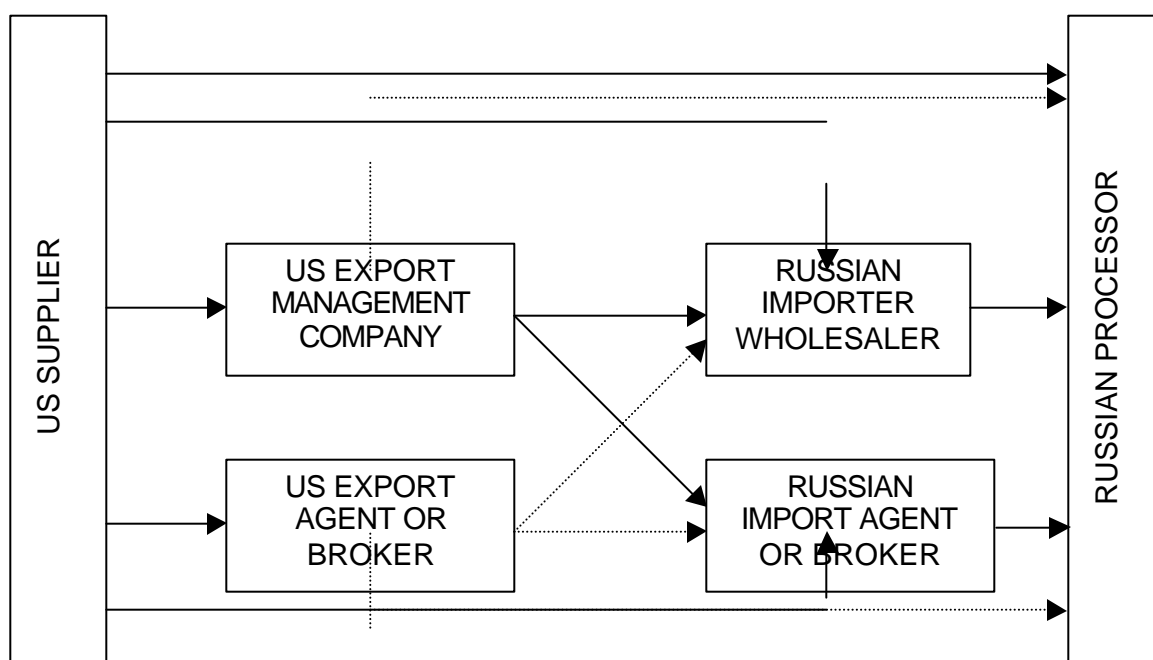 US SUPPLIER
US EXPORT
MANAGEMENT
COMPANY
RUSSIAN
IMPORTER
WHOLESALER
US EXPORT
AGENT OR
BROKER
RUSSIAN
IMPORT AGENT
OR BROKER
RUSSIAN PROCESSOR